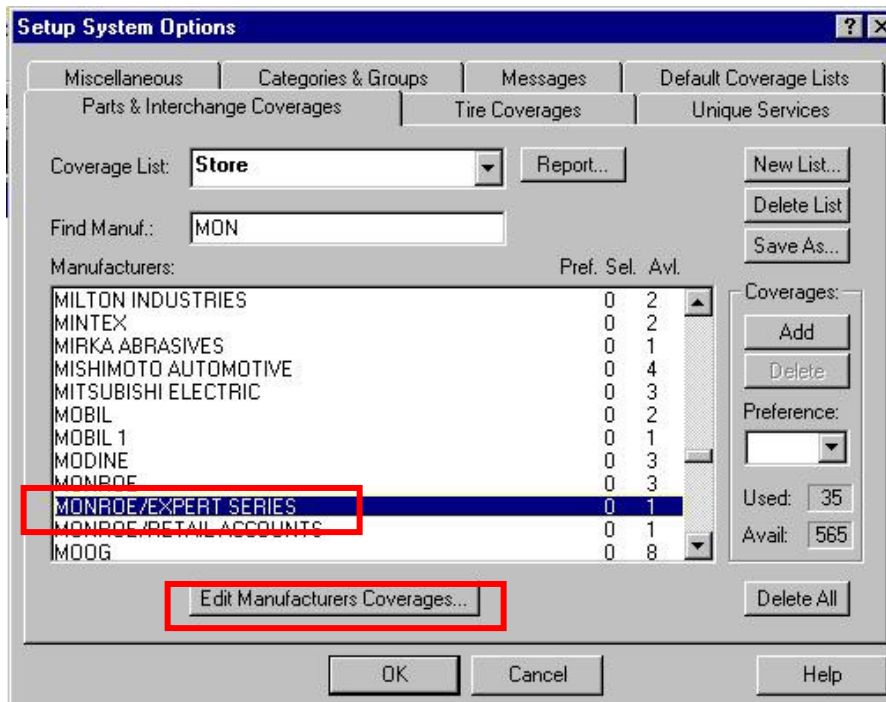 Setup System Options
Miscellaneous Categories & Groups Messages Default Coverage Lists
Parts & Interchange Coverages Tire Coverages Unique Services
Coverage List: Store Report... New List...
Delete List
Find Manuf.: MON Save As...
Manufacturers: Pref. Sel. Avl.
MILTON INDUSTRIES 0 2
MINTEX 0 2
MIRKA ABRASIVES 0 1
MISHIMOTO AUTOMOTIVE 0 4
MITSUBISHI ELECTRIC 0 3
MOBIL 0 2
MOBIL 1 0 1
MODINE 0 3
MONROE 0 3
MONROE/EXPERT SERIES 0 1
MONROE/RETAIL ACCOUNTS 0 1
MOOG 0 8
Coverages:
Add
Delete
Preference:
Used: 35
Avail: 565
Edit Manufacturers Coverages... Delete All
OK Cancel Help